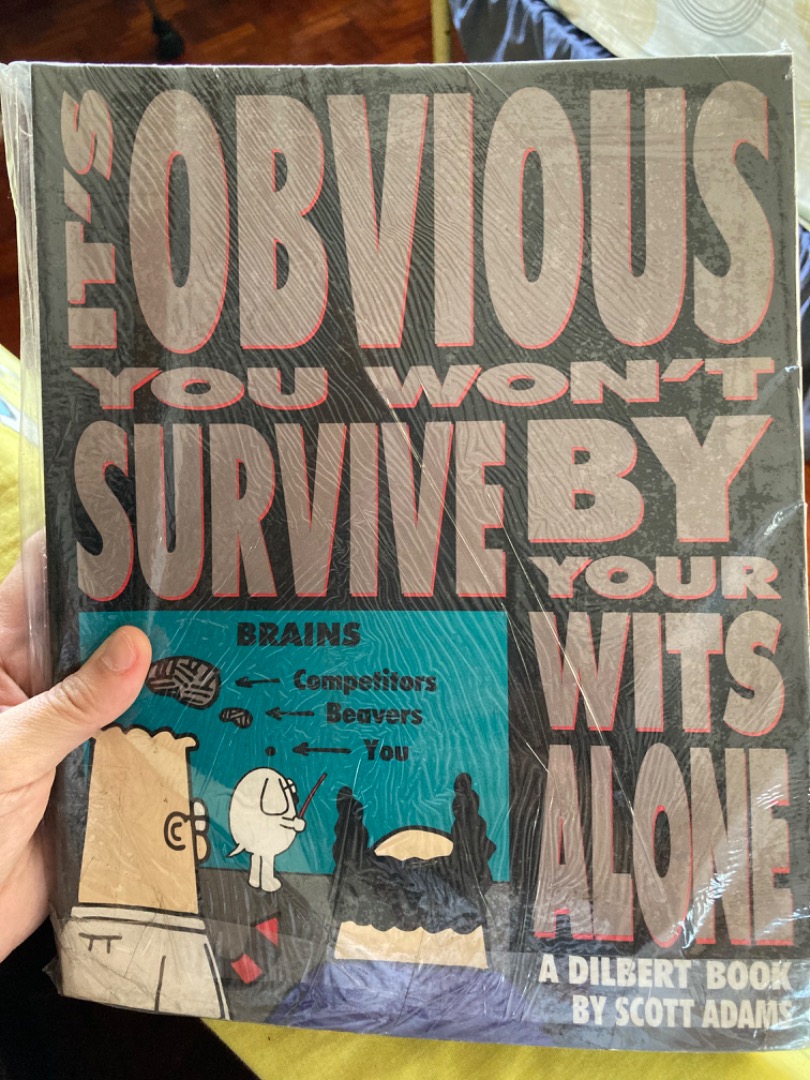 IT'S OBVIOUS
YOU WON'T
SURVIVE BY
YOUR
WITS
ALONE
BRAINS
Competitors
Beavers
You
A DILBERT BOOK
BY SCOTT ADAMS